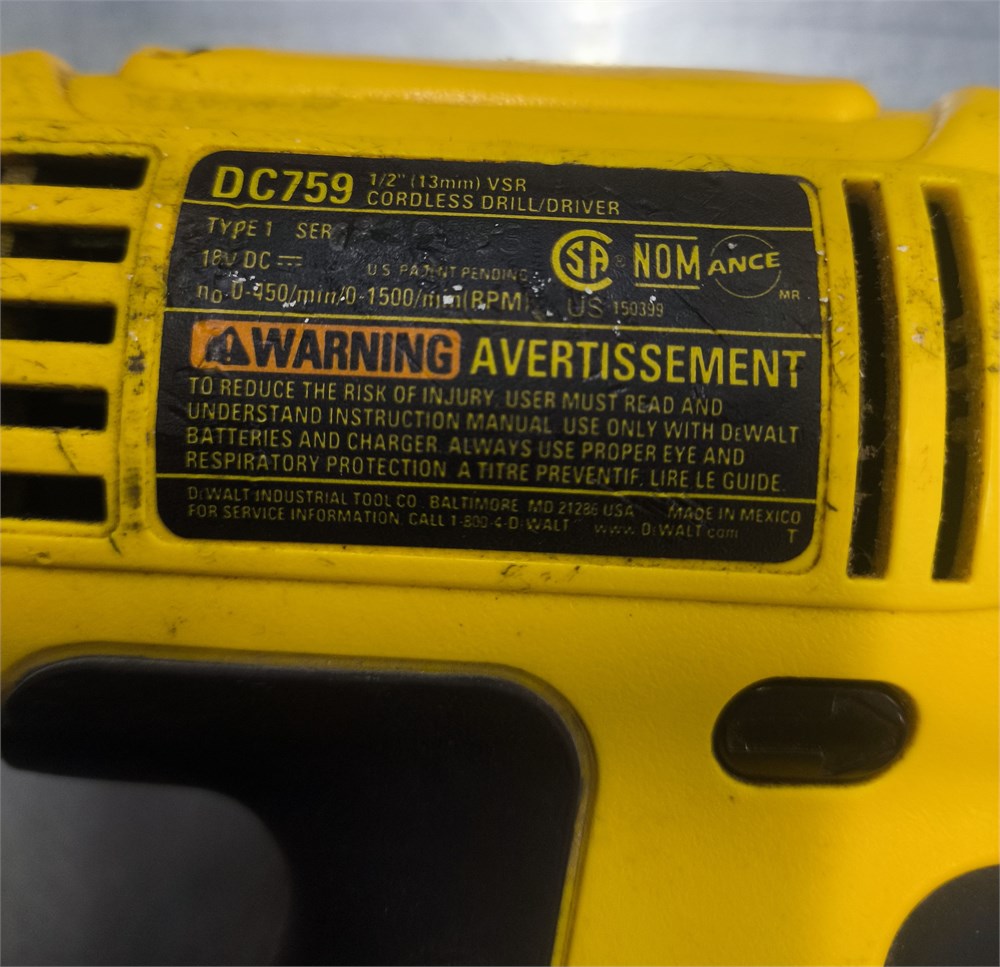 DC759 1/2" (13mm) VSR
CORDLESS DRILL/DRIVER
TYPE 1 SER
18V DC
U.S. PATENT PENDING
no 0-450/min/0-1500/min(RPM)
CSA ® US 150399
NOM ANCE MR
WARNING AVERTISSEMENT
TO REDUCE THE RISK OF INJURY, USER MUST READ AND
UNDERSTAND INSTRUCTION MANUAL. USE ONLY WITH DEWALT
BATTERIES AND CHARGER. ALWAYS USE PROPER EYE AND
RESPIRATORY PROTECTION. A TITRE PREVENTIF, LIRE LE GUIDE.
DEWALT INDUSTRIAL TOOL CO., BALTIMORE, MD 21286 USA MADE IN MEXICO
FOR SERVICE INFORMATION, CALL 1-800-4-DEWALT www.DEWALT.com T